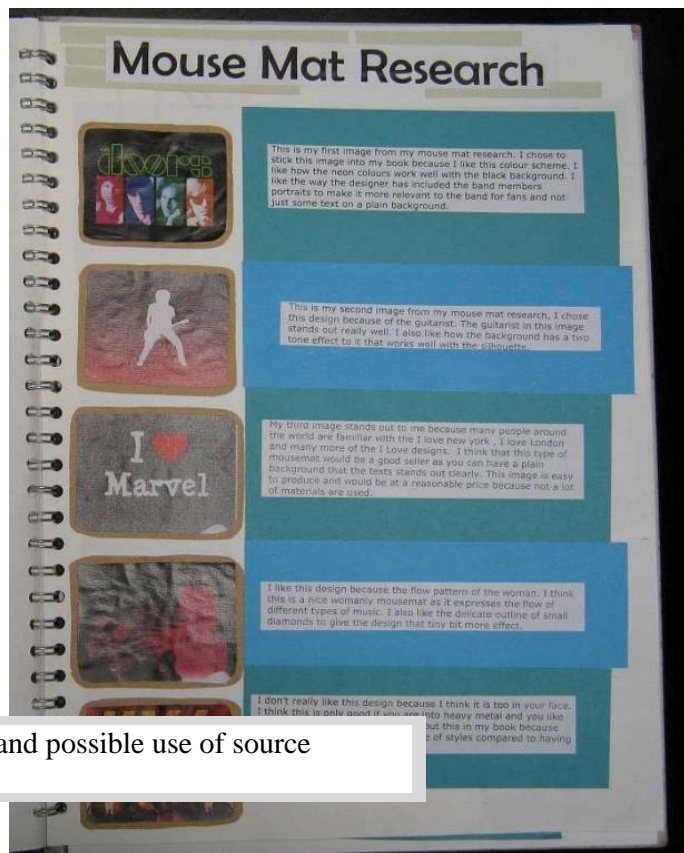 Mouse Mat Research
doors
This is my first image from my mouse mat research. I chose to
stick this image into my book because I like this colour scheme. I
like how the neon colours work well with the black background. I
like the way the designer has included the band members
portraits to make it more relevant to the band for fans and not
just some text on a plain background.
This is my second image from my mouse mat research, I chose
this design because of the guitarist. The guitarist in this image
stands out really well. I also like how the background has a two
tone effect to it that works well with the silhouette.
I
Marvel
My third image stands out to me because many people around
the world are familiar with the I love new york , I love London
and many more of the I Love designs. I think that this type of
mousemat would be a good seller as you can have a plain
background that the texts stands out clearly. This image is easy
to produce and would be at a reasonable price because not a lot
of materials are used.
I like this design because the flow pattern of the woman. I think
this is a nice womanly mousemat as it expresses the flow of
different types of music. I also like the delicate outline of small
diamonds to give the design that tiny bit more effect.
I don't really like this design because I think it is too in your face.
I think this is only good if you are into heavy metal and you like
put this in my book because
of styles compared to having
and possible use of source